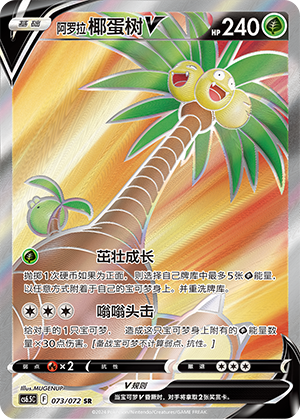 基础 阿罗拉 椰蛋树V HP 240
茁壮成长
抛掷1次硬币如果为正面,则选择自己牌库中最多5张 能量,
以任意方式附着于自己的宝可梦身上。并重洗牌库。
嗡嗡头击
给对手的1只宝可梦,造成这只宝可梦身上附有的 能量数
量×30点伤害。[备战宝可梦不计算弱点、抗性。]
弱点 ×2 抗性 撤退
Illus.MUGENUP
V规则
cs6.5C F 073/072 SR
当宝可梦V昏厥时,对手将拿取2张奖赏卡。